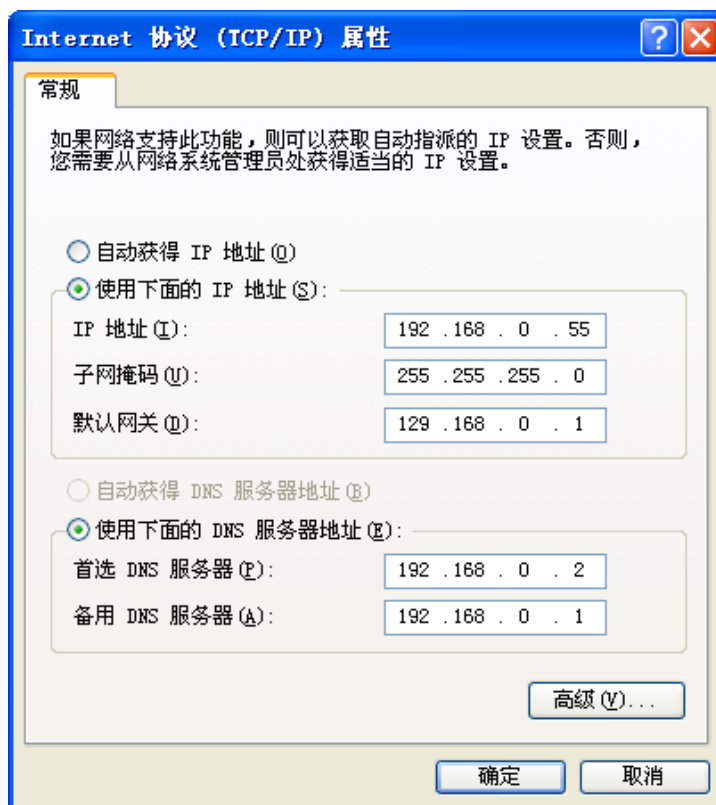 Internet 协议 (TCP/IP) 属性
常规
如果网络支持此功能,则可以获取自动指派的 IP 设置。否则,
您需要从网络系统管理员处获得适当的 IP 设置。
自动获得 IP 地址(O)
使用下面的 IP 地址(S):
IP 地址(I): 192 .168 . 0 . 55
子网掩码(U): 255 .255 .255 . 0
默认网关(D): 129 .168 . 0 . 1
自动获得 DNS 服务器地址(B)
使用下面的 DNS 服务器地址(E):
首选 DNS 服务器(P): 192 .168 . 0 . 2
备用 DNS 服务器(A): 192 .168 . 0 . 1
高级(V)...
确定 取消